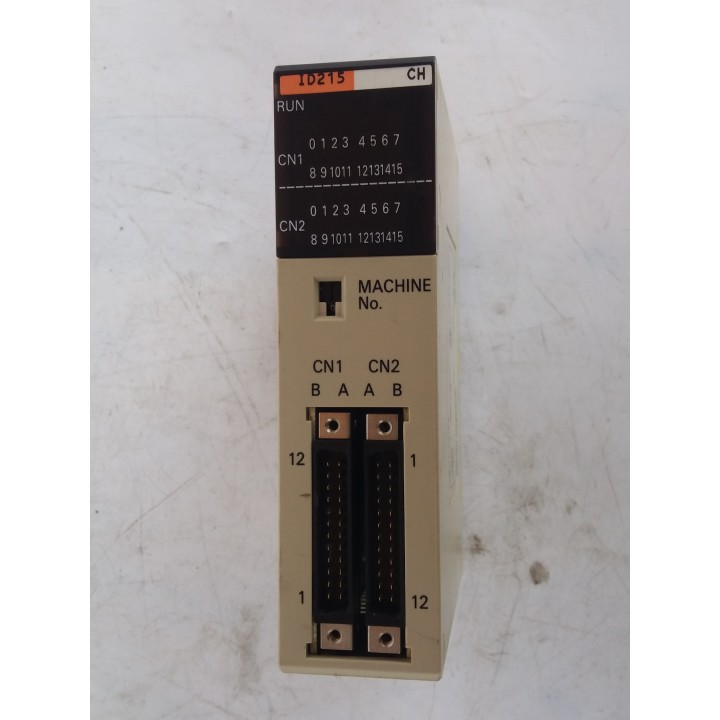 ID215 CH
RUN
0 1 2 3 4 5 6 7
CN1
8 9 10 11 12 13 14 15
0 1 2 3 4 5 6 7
CN2
8 9 10 11 12 13 14 15
MACHINE
No.
CN1 CN2
B A A B
12 1
1 12